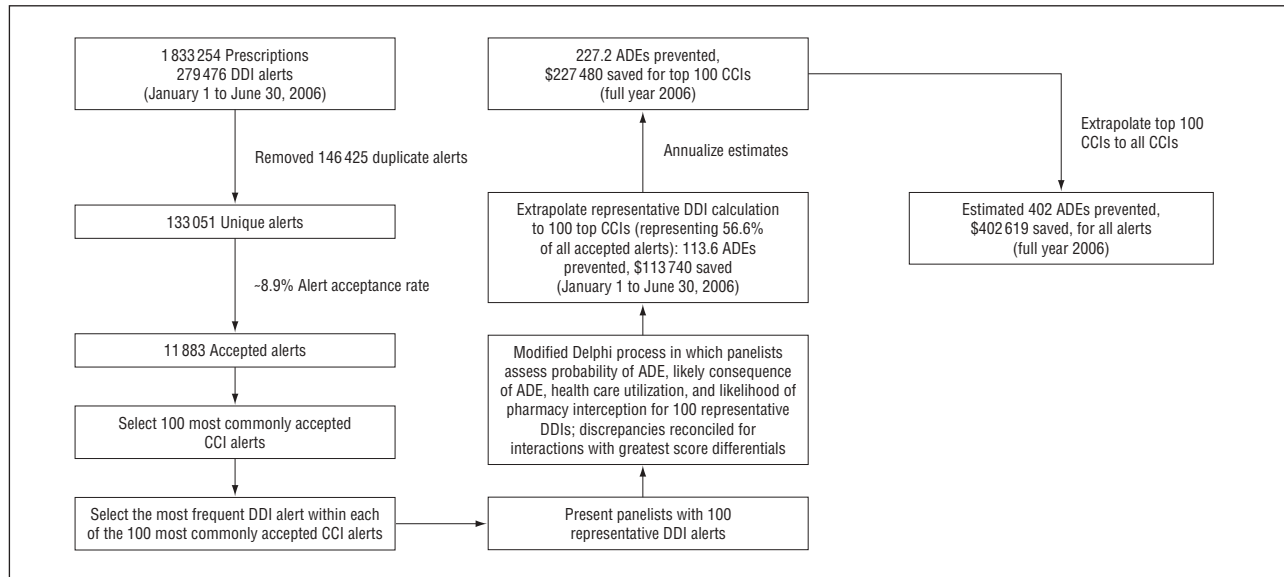 1 833 254 Prescriptions
279 476 DDI alerts
(January 1 to June 30, 2006)
Removed 146 425 duplicate alerts
133 051 Unique alerts
~8.9% Alert acceptance rate
11 883 Accepted alerts
Select 100 most commonly accepted
CCI alerts
Select the most frequent DDI alert within each
of the 100 most commonly accepted CCI alerts
Present panelists with 100
representative DDI alerts
Modified Delphi process in which panelists
assess probability of ADE, likely consequence
of ADE, health care utilization, and likelihood of
pharmacy interception for 100 representative
DDIs; discrepancies reconciled for
interactions with greatest score differentials
Extrapolate representative DDI calculation
to 100 top CCIs (representing 56.6%
of all accepted alerts): 113.6 ADEs
prevented, $113 740 saved
(January 1 to June 30, 2006)
Annualize estimates
227.2 ADEs prevented,
$227 480 saved for top 100 CCIs
(full year 2006)
Extrapolate top 100
CCIs to all CCIs
Estimated 402 ADEs prevented,
$402 619 saved, for all alerts
(full year 2006)